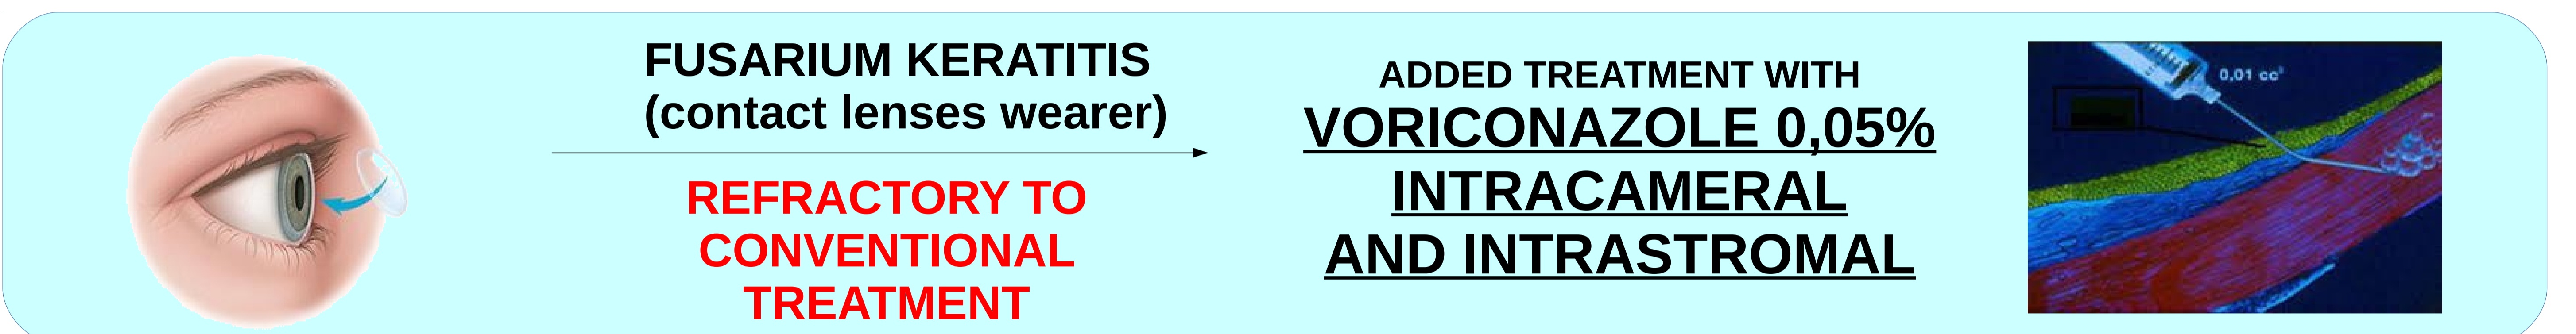 FUSARIUM KERATITIS
(contact lenses wearer)
REFRACTORY TO
CONVENTIONAL
TREATMENT
ADDED TREATMENT WITH
VORICONAZOLE 0,05%
INTRACAMERAL
AND INTRASTROMAL
0,01 cc³